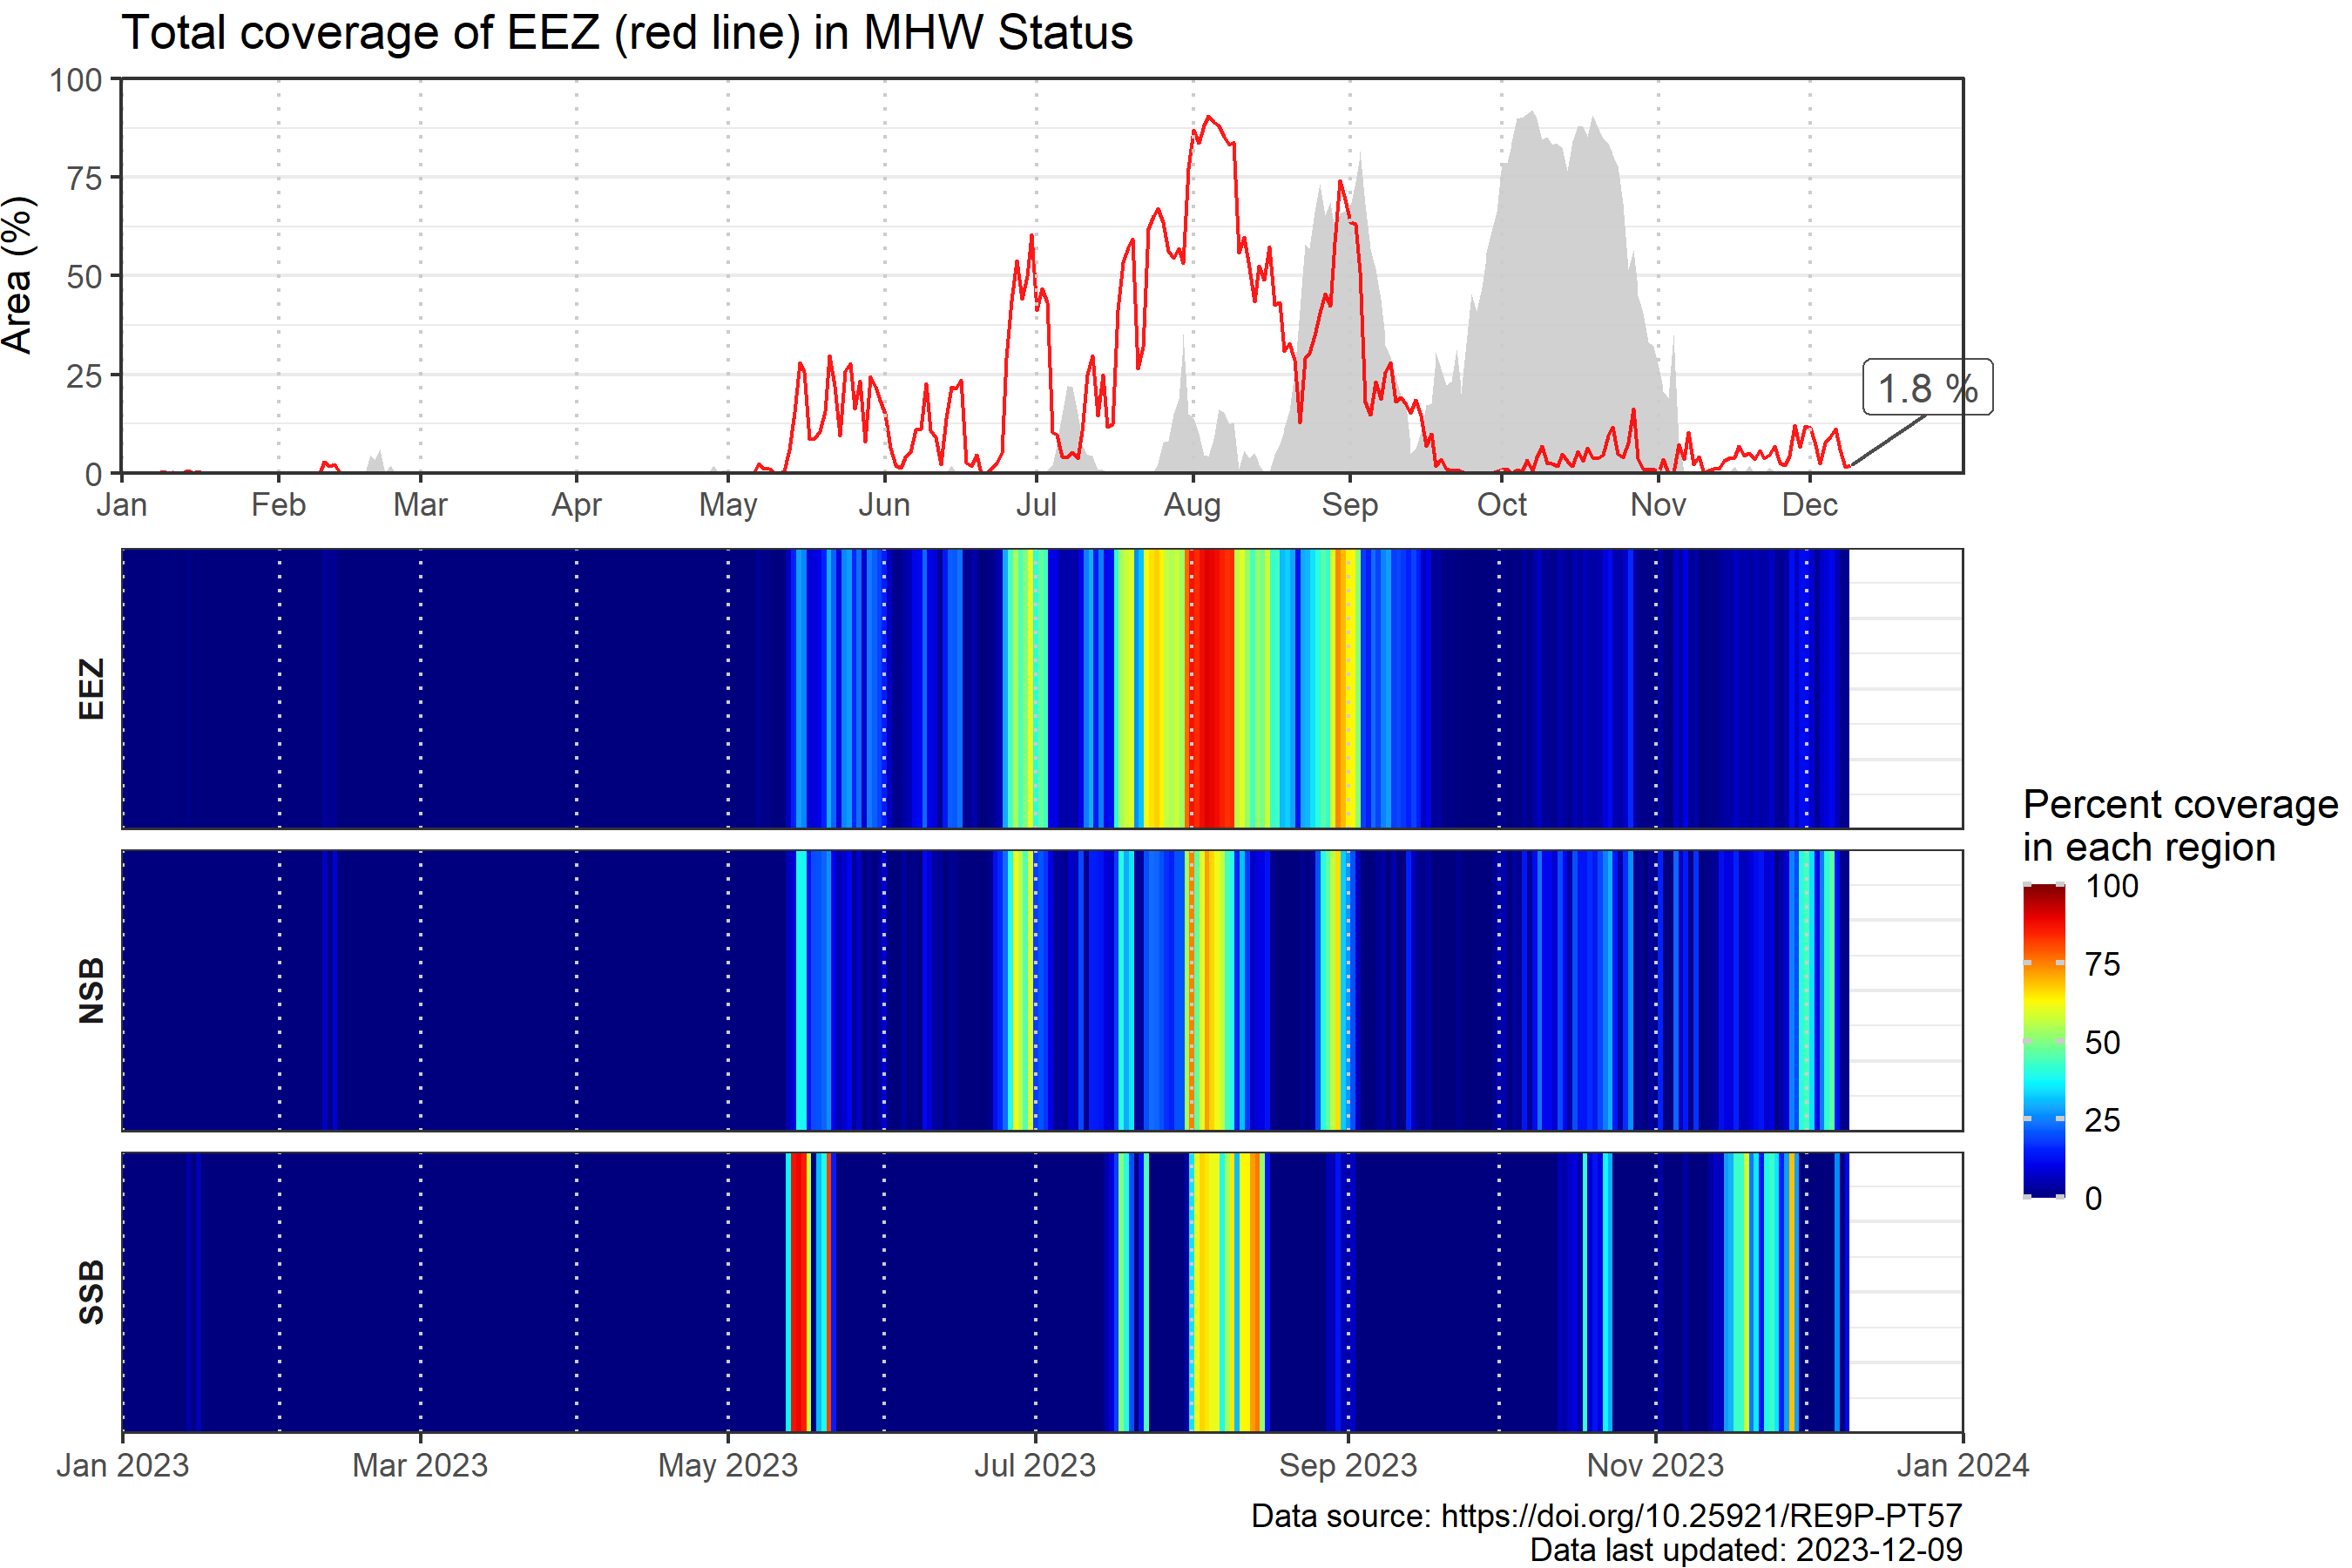 Total coverage of EEZ (red line) in MHW Status
Area (%)
100
75
50
25
0
1.8 %
Jan Feb Mar Apr May Jun Jul Aug Sep Oct Nov Dec
EEZ
NSB
SSB
Percent coverage
in each region
100
75
50
25
0
Jan 2023 Mar 2023 May 2023 Jul 2023 Sep 2023 Nov 2023 Jan 2024
Data source: https://doi.org/10.25921/RE9P-PT57
Data last updated: 2023-12-09